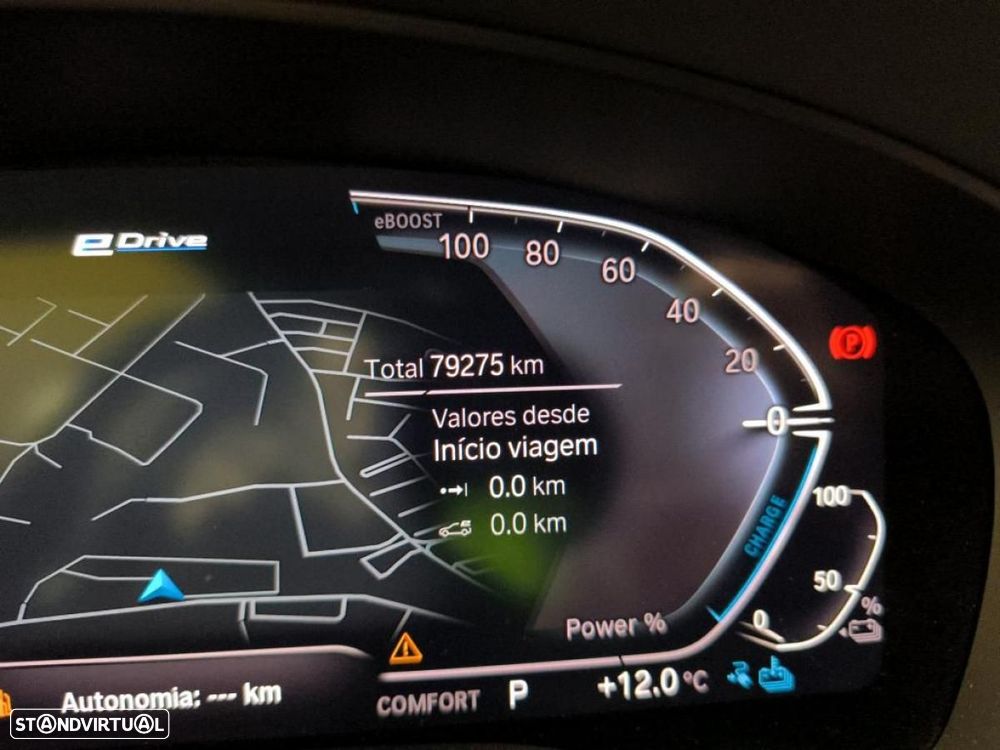 eDrive
eBOOST
100
80
60
40
20
0
P
Total 79275 km
Valores desde
Início viagem
0.0 km
0.0 km
CHARGE
100
50
0
%
Power %
Autonomia: --- km
COMFORT
P
+12.0 °C
STANDVIRTUAL